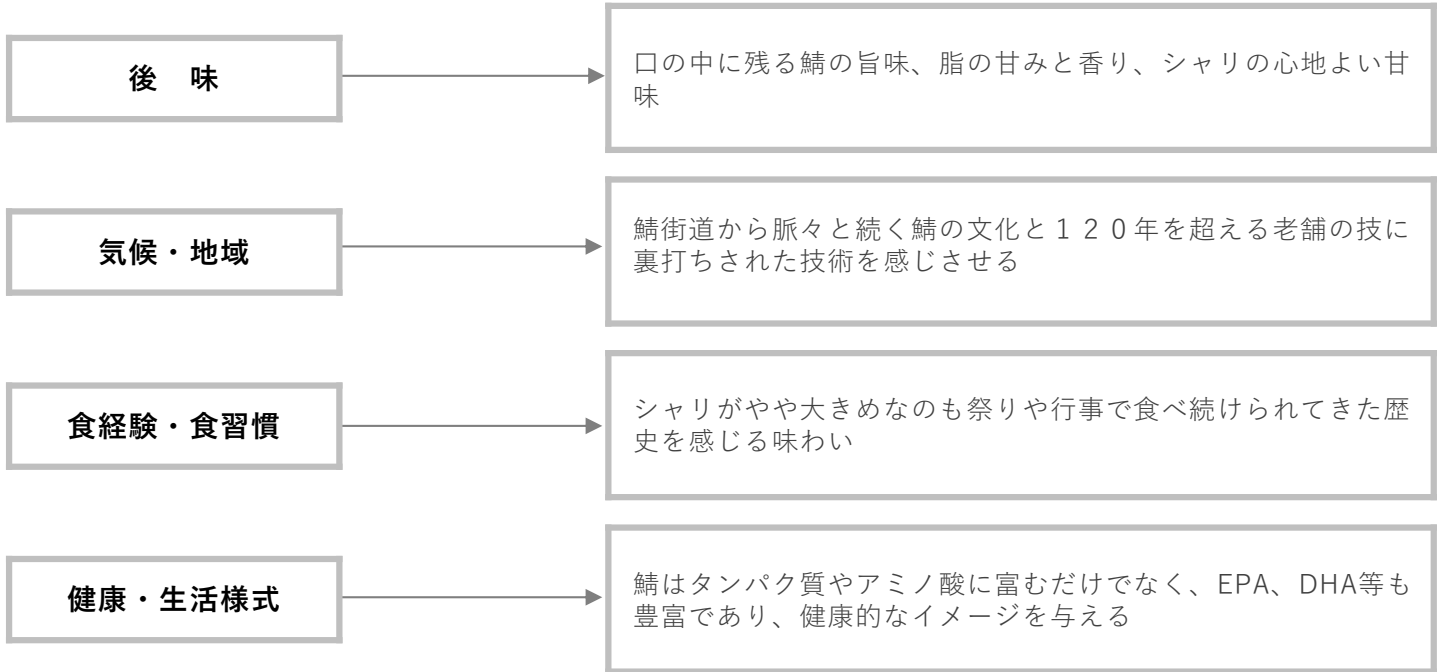 後　味
口の中に残る鯖の旨味、脂の甘みと香り、シャリの心地よい甘
味
気候・地域
鯖街道から脈々と続く鯖の文化と１２０年を超える老舗の技に
裏打ちされた技術を感じさせる
食経験・食習慣
シャリがやや大きめなのも祭りや行事で食べ続けられてきた歴
史を感じる味わい
健康・生活様式
鯖はタンパク質やアミノ酸に富むだけでなく、EPA、DHA等も
豊富であり、健康的なイメージを与える